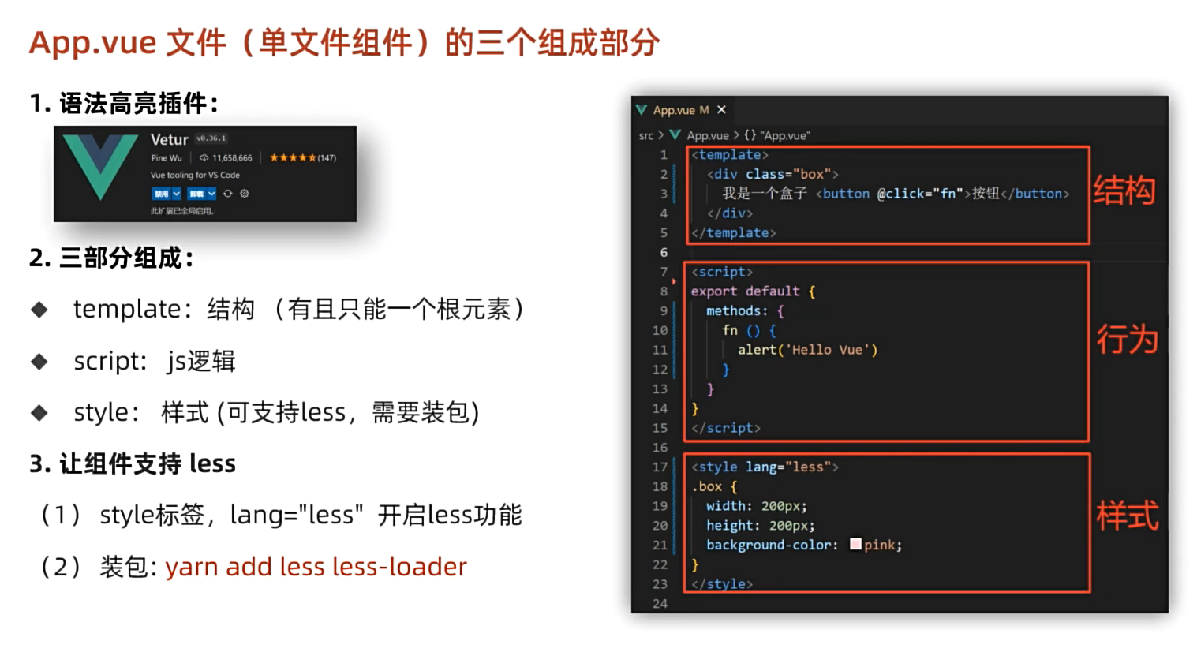 App.vue 文件（单文件组件）的三个组成部分
1. 语法高亮插件：
Vetur v0.36.1
Pine Wu 11,658,666 (147)
Vue tooling for VS Code
禁用 卸载
此扩展已全局启用。
2. 三部分组成：
◆ template：结构 （有且只能一个根元素）
◆ script: js逻辑
◆ style： 样式 (可支持less，需要装包)
3. 让组件支持 less
（1） style标签，lang="less" 开启less功能
（2） 装包: yarn add less less-loader
App.vue M ✕
src > App.vue > {} "App.vue"
1 <template>
2 <div class="box">
3 我是一个盒子 <button @click="fn">按钮</button>
4 </div>
5 </template>
6
7 <script>
8 export default {
9 methods: {
10 fn () {
11 alert('Hello Vue')
12 }
13 }
14 }
15 </script>
16
17 <style lang="less">
18 .box {
19 width: 200px;
20 height: 200px;
21 background-color: pink;
22 }
23 </style>
24
结构
行为
样式